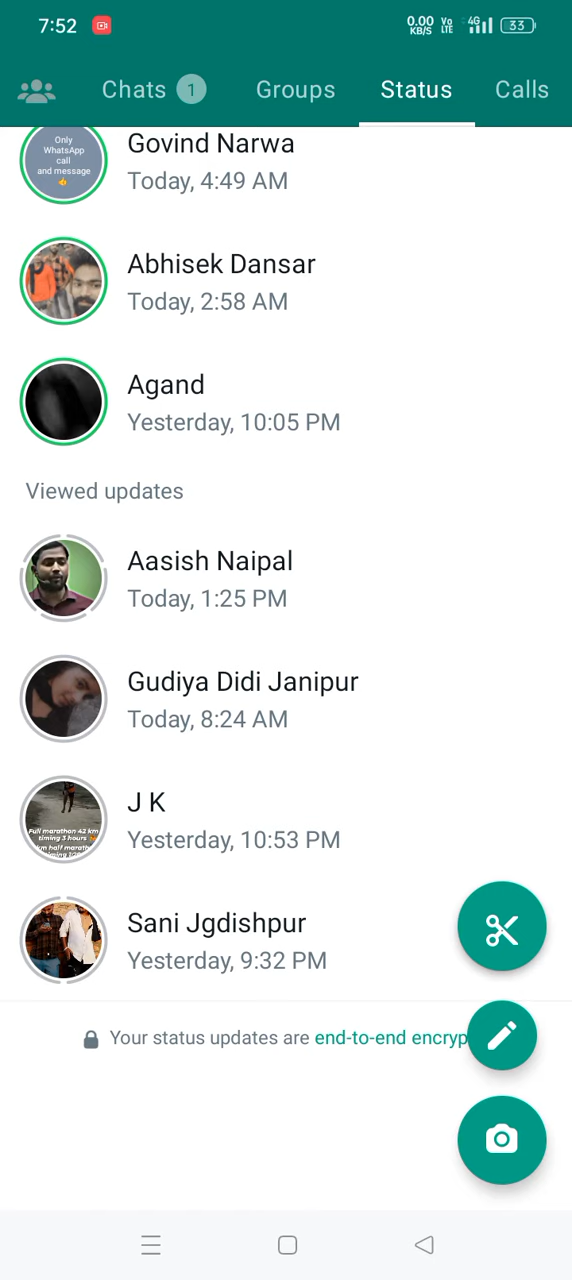 7:52
0.00 KB/S Vo LTE 4G 33
Chats 1 Groups Status Calls
Only
WhatsApp
call
and message
👍
Govind Narwa
Today, 4:49 AM
Abhisek Dansar
Today, 2:58 AM
Agand
Yesterday, 10:05 PM
Viewed updates
Aasish Naipal
Today, 1:25 PM
Gudiya Didi Janipur
Today, 8:24 AM
Full marathon 42 km
timing 3 hours
km half marath
J K
Yesterday, 10:53 PM
Sani Jgdishpur
Yesterday, 9:32 PM
Your status updates are end-to-end encryp